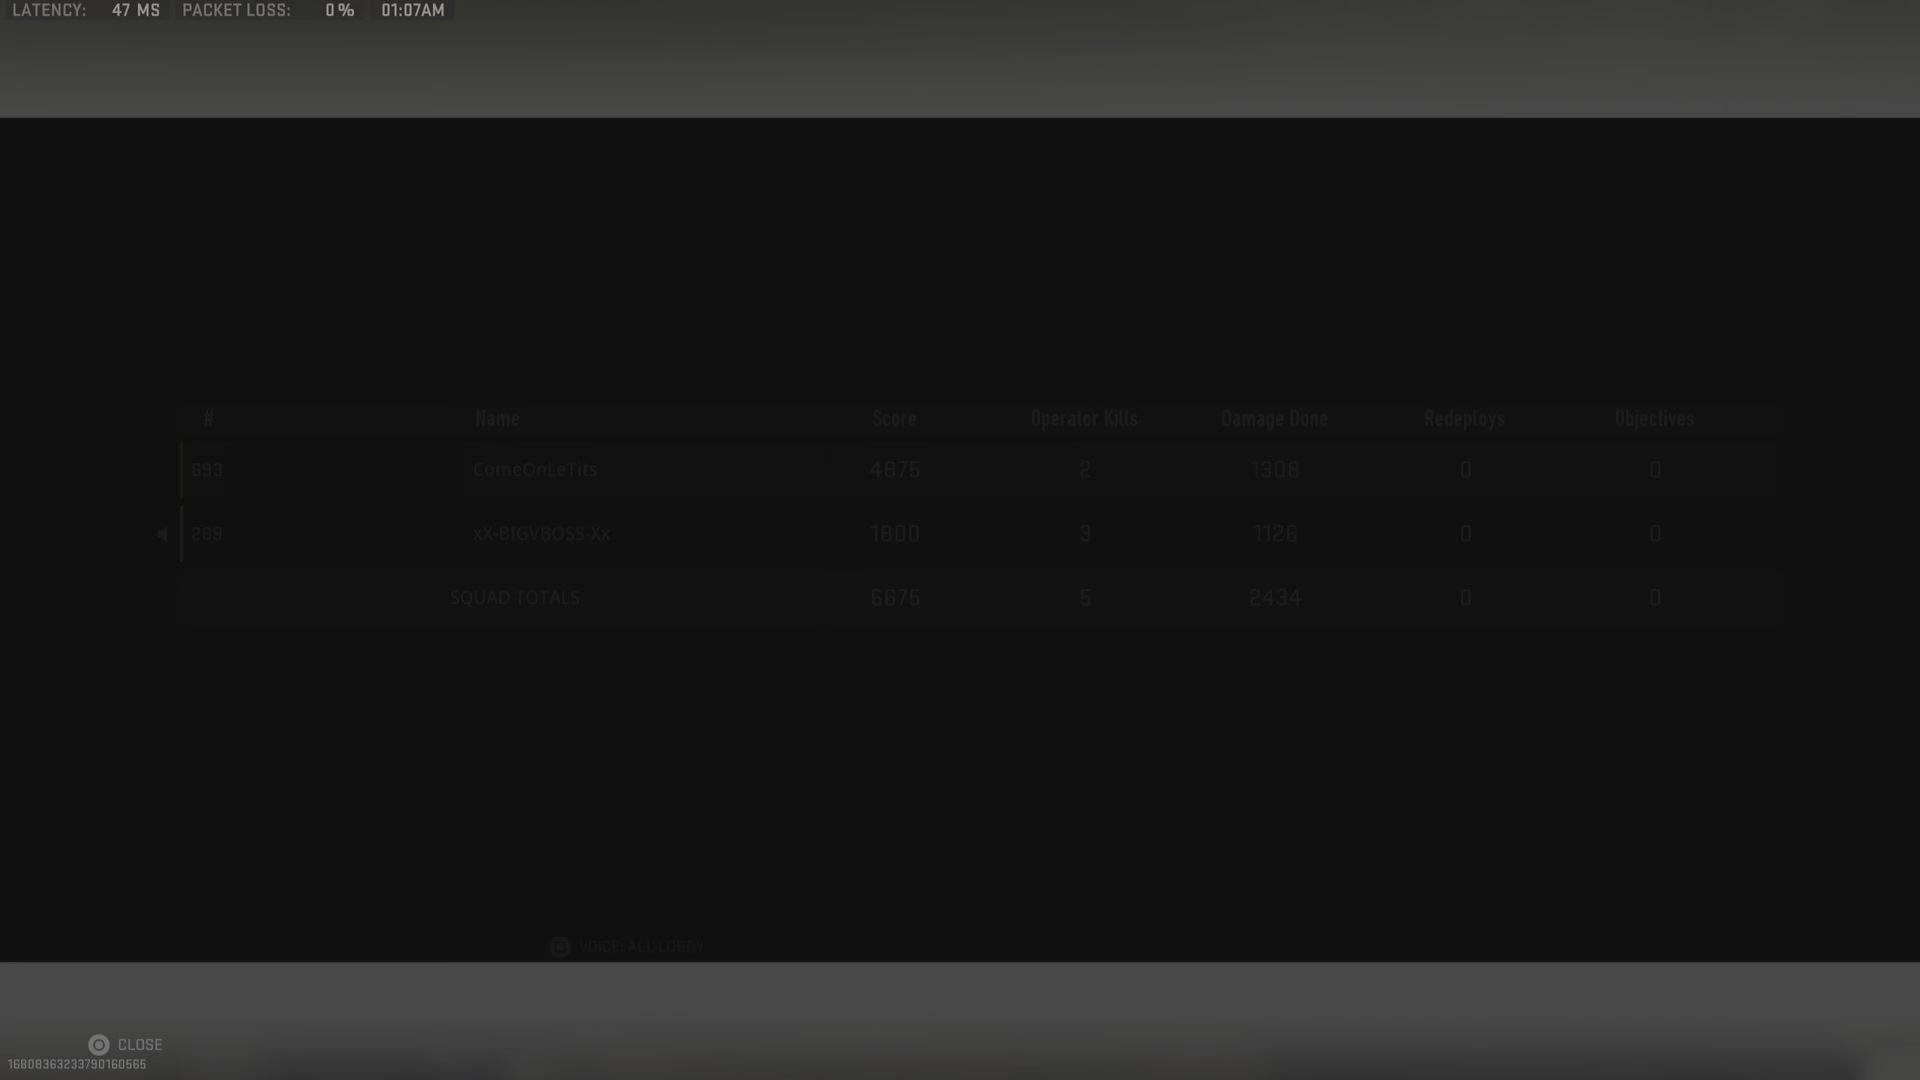 LATENCY: 47 MS PACKET LOSS: 0% 01:07AM
# Name Score Operator Kills Damage Done Redeploys Objectives
693 ComeOnLeTits 4875 2 1308 0 0
269 xX-BIGVBOSS-Xx 1800 3 1126 0 0
SQUAD TOTALS 6675 5 2434 0 0
VOICE: ALL LOBBY
CLOSE
16808363233790160565